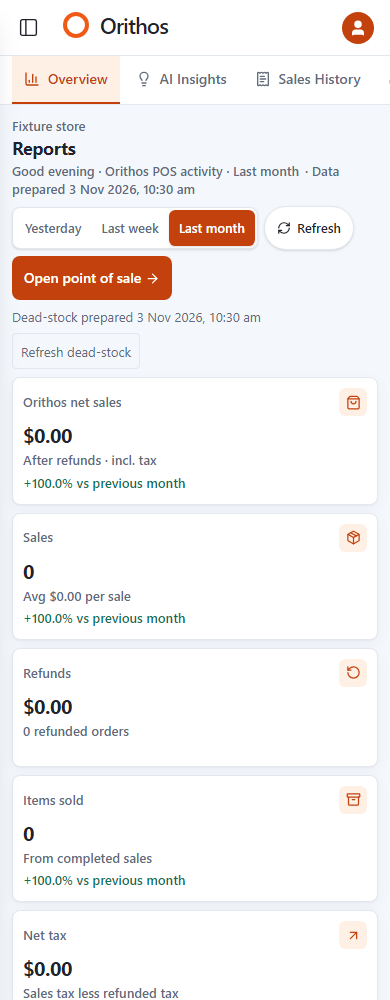 Orithos
Overview
AI Insights
Sales History
Fixture store
Reports
Good evening · Orithos POS activity · Last month · Data
prepared 3 Nov 2026, 10:30 am
Yesterday
Last week
Last month
Refresh
Open point of sale →
Dead-stock prepared 3 Nov 2026, 10:30 am
Refresh dead-stock
Orithos net sales
$0.00
After refunds · incl. tax
+100.0% vs previous month
Sales
0
Avg $0.00 per sale
+100.0% vs previous month
Refunds
$0.00
0 refunded orders
Items sold
0
From completed sales
+100.0% vs previous month
Net tax
$0.00
Sales tax less refunded tax